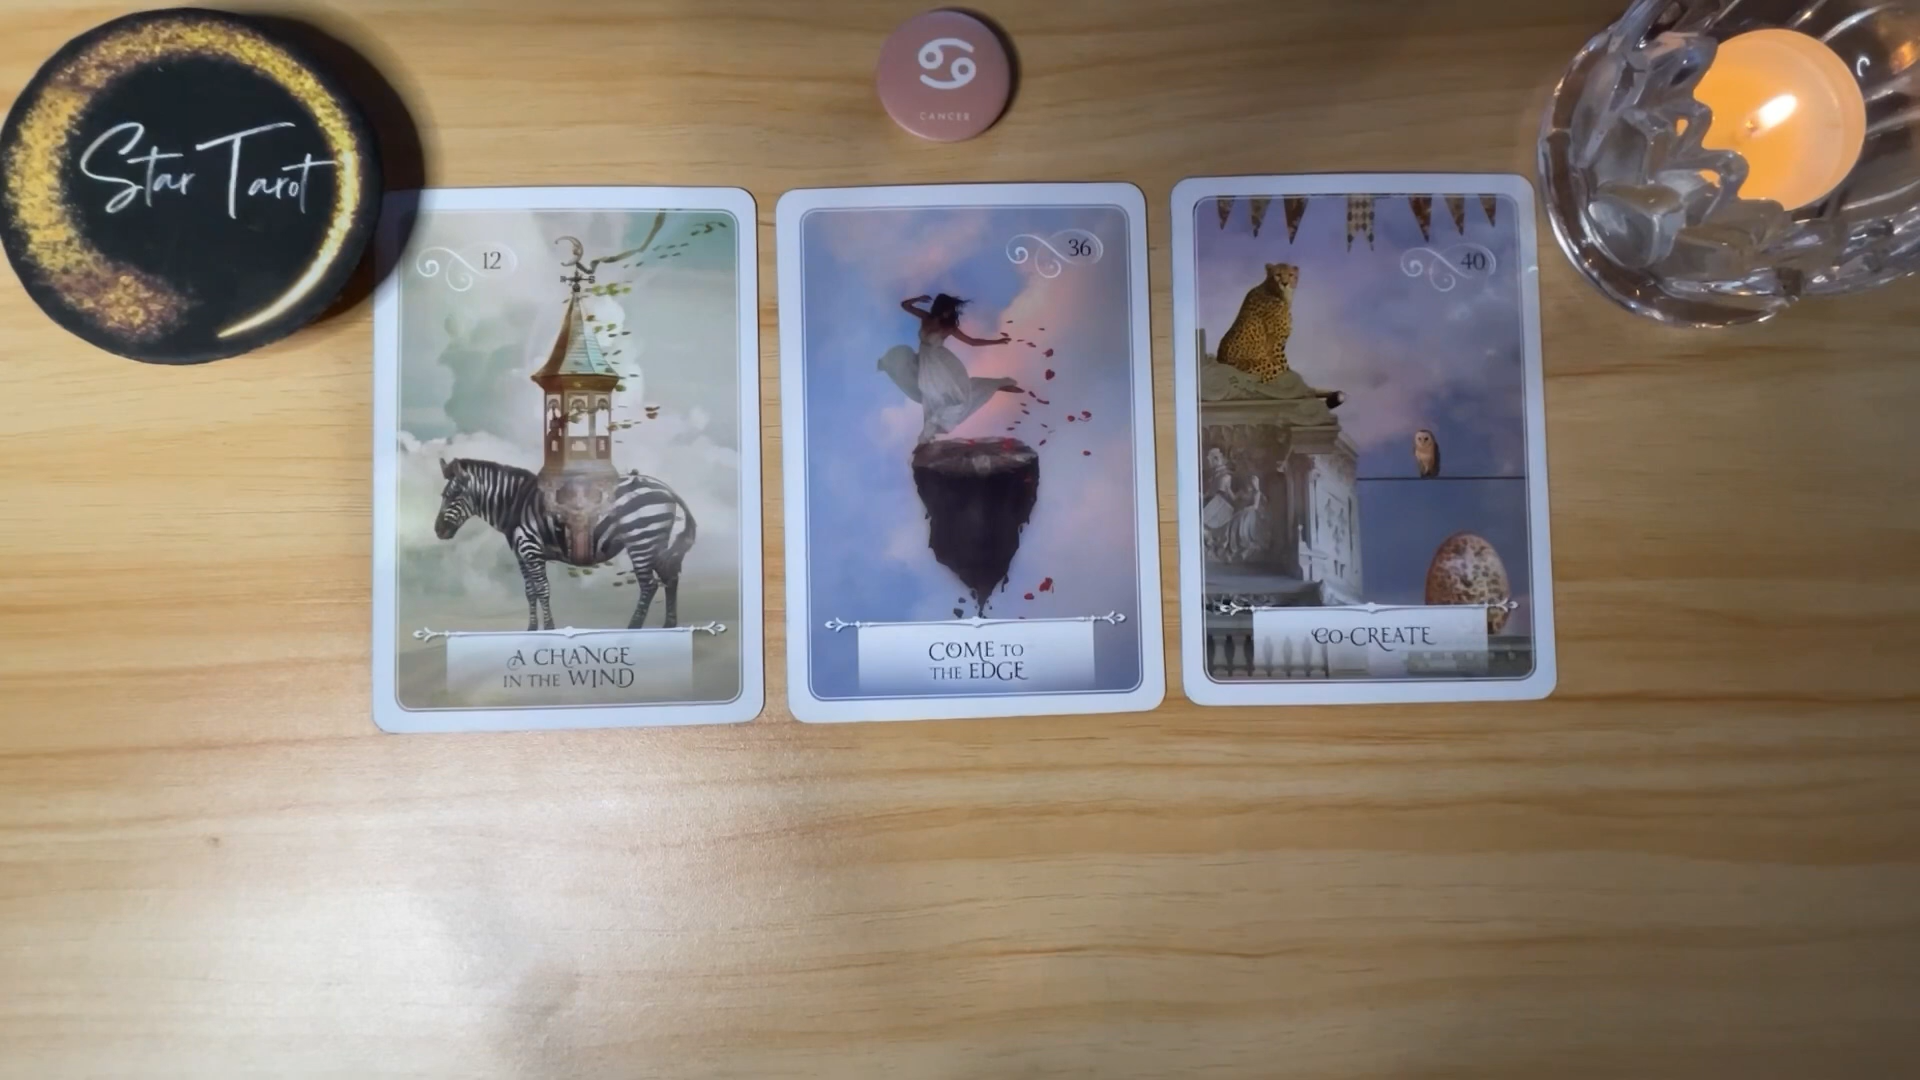 Star Tarot
♋
CANCER
12
A CHANGE
IN THE WIND
36
COME TO
THE EDGE
40
CO-CREATE